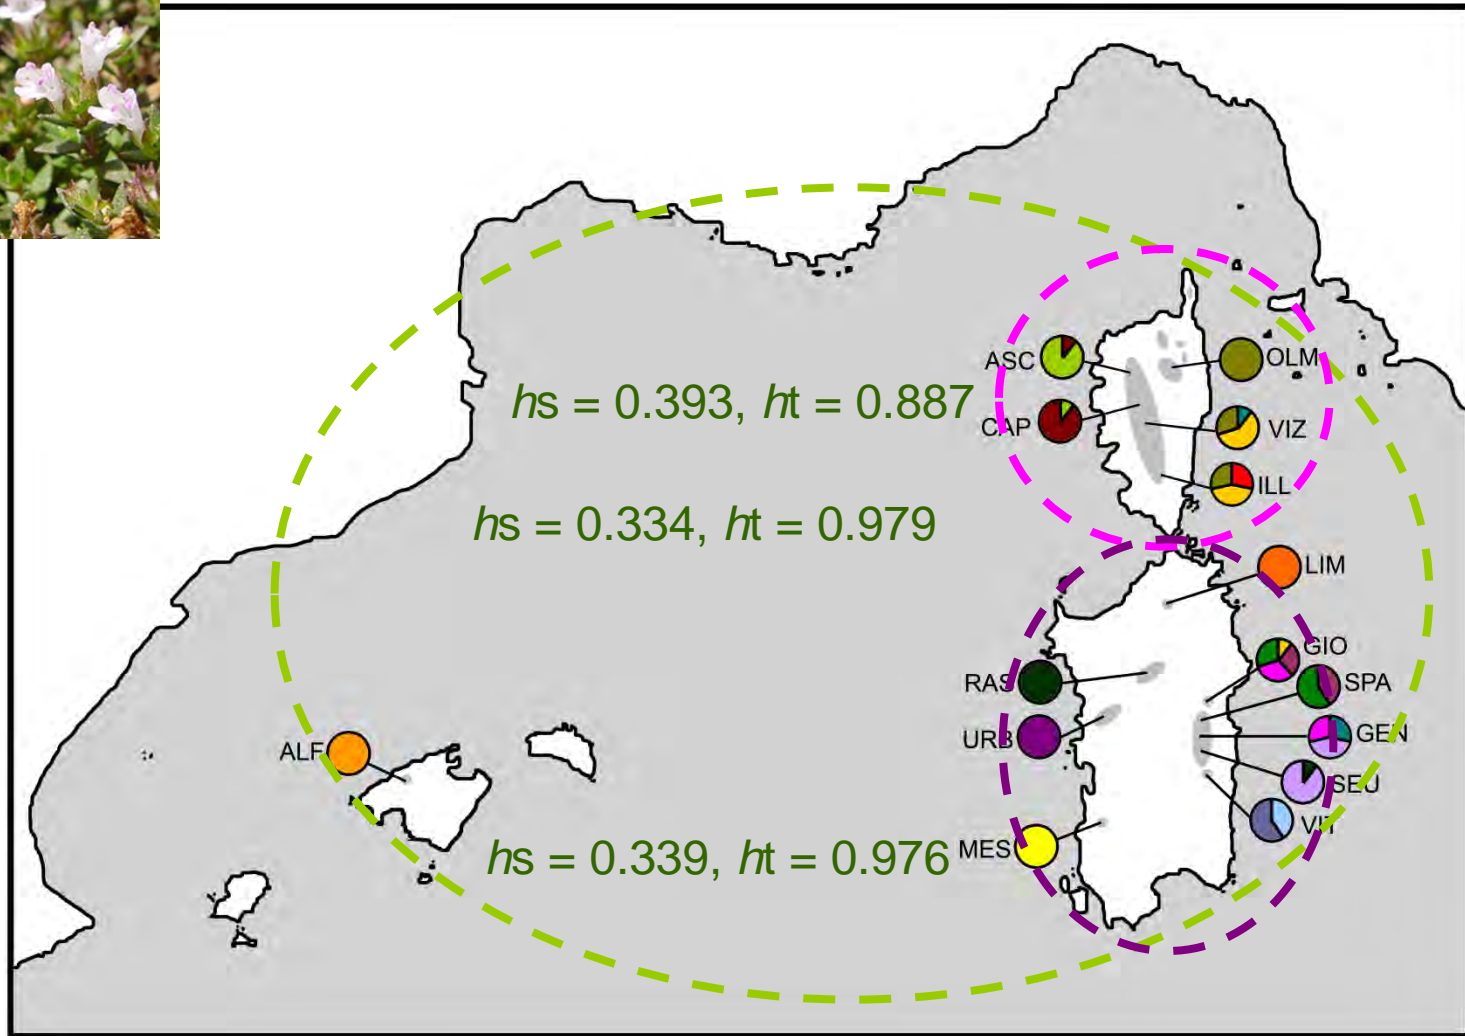 ASC
OLM
hs = 0.393, ht = 0.887
CAP
VIZ
ILL
hs = 0.334, ht = 0.979
LIM
GIO
RAS
SPA
URB
GEN
ALF
SEU
VIT
hs = 0.339, ht = 0.976
MES